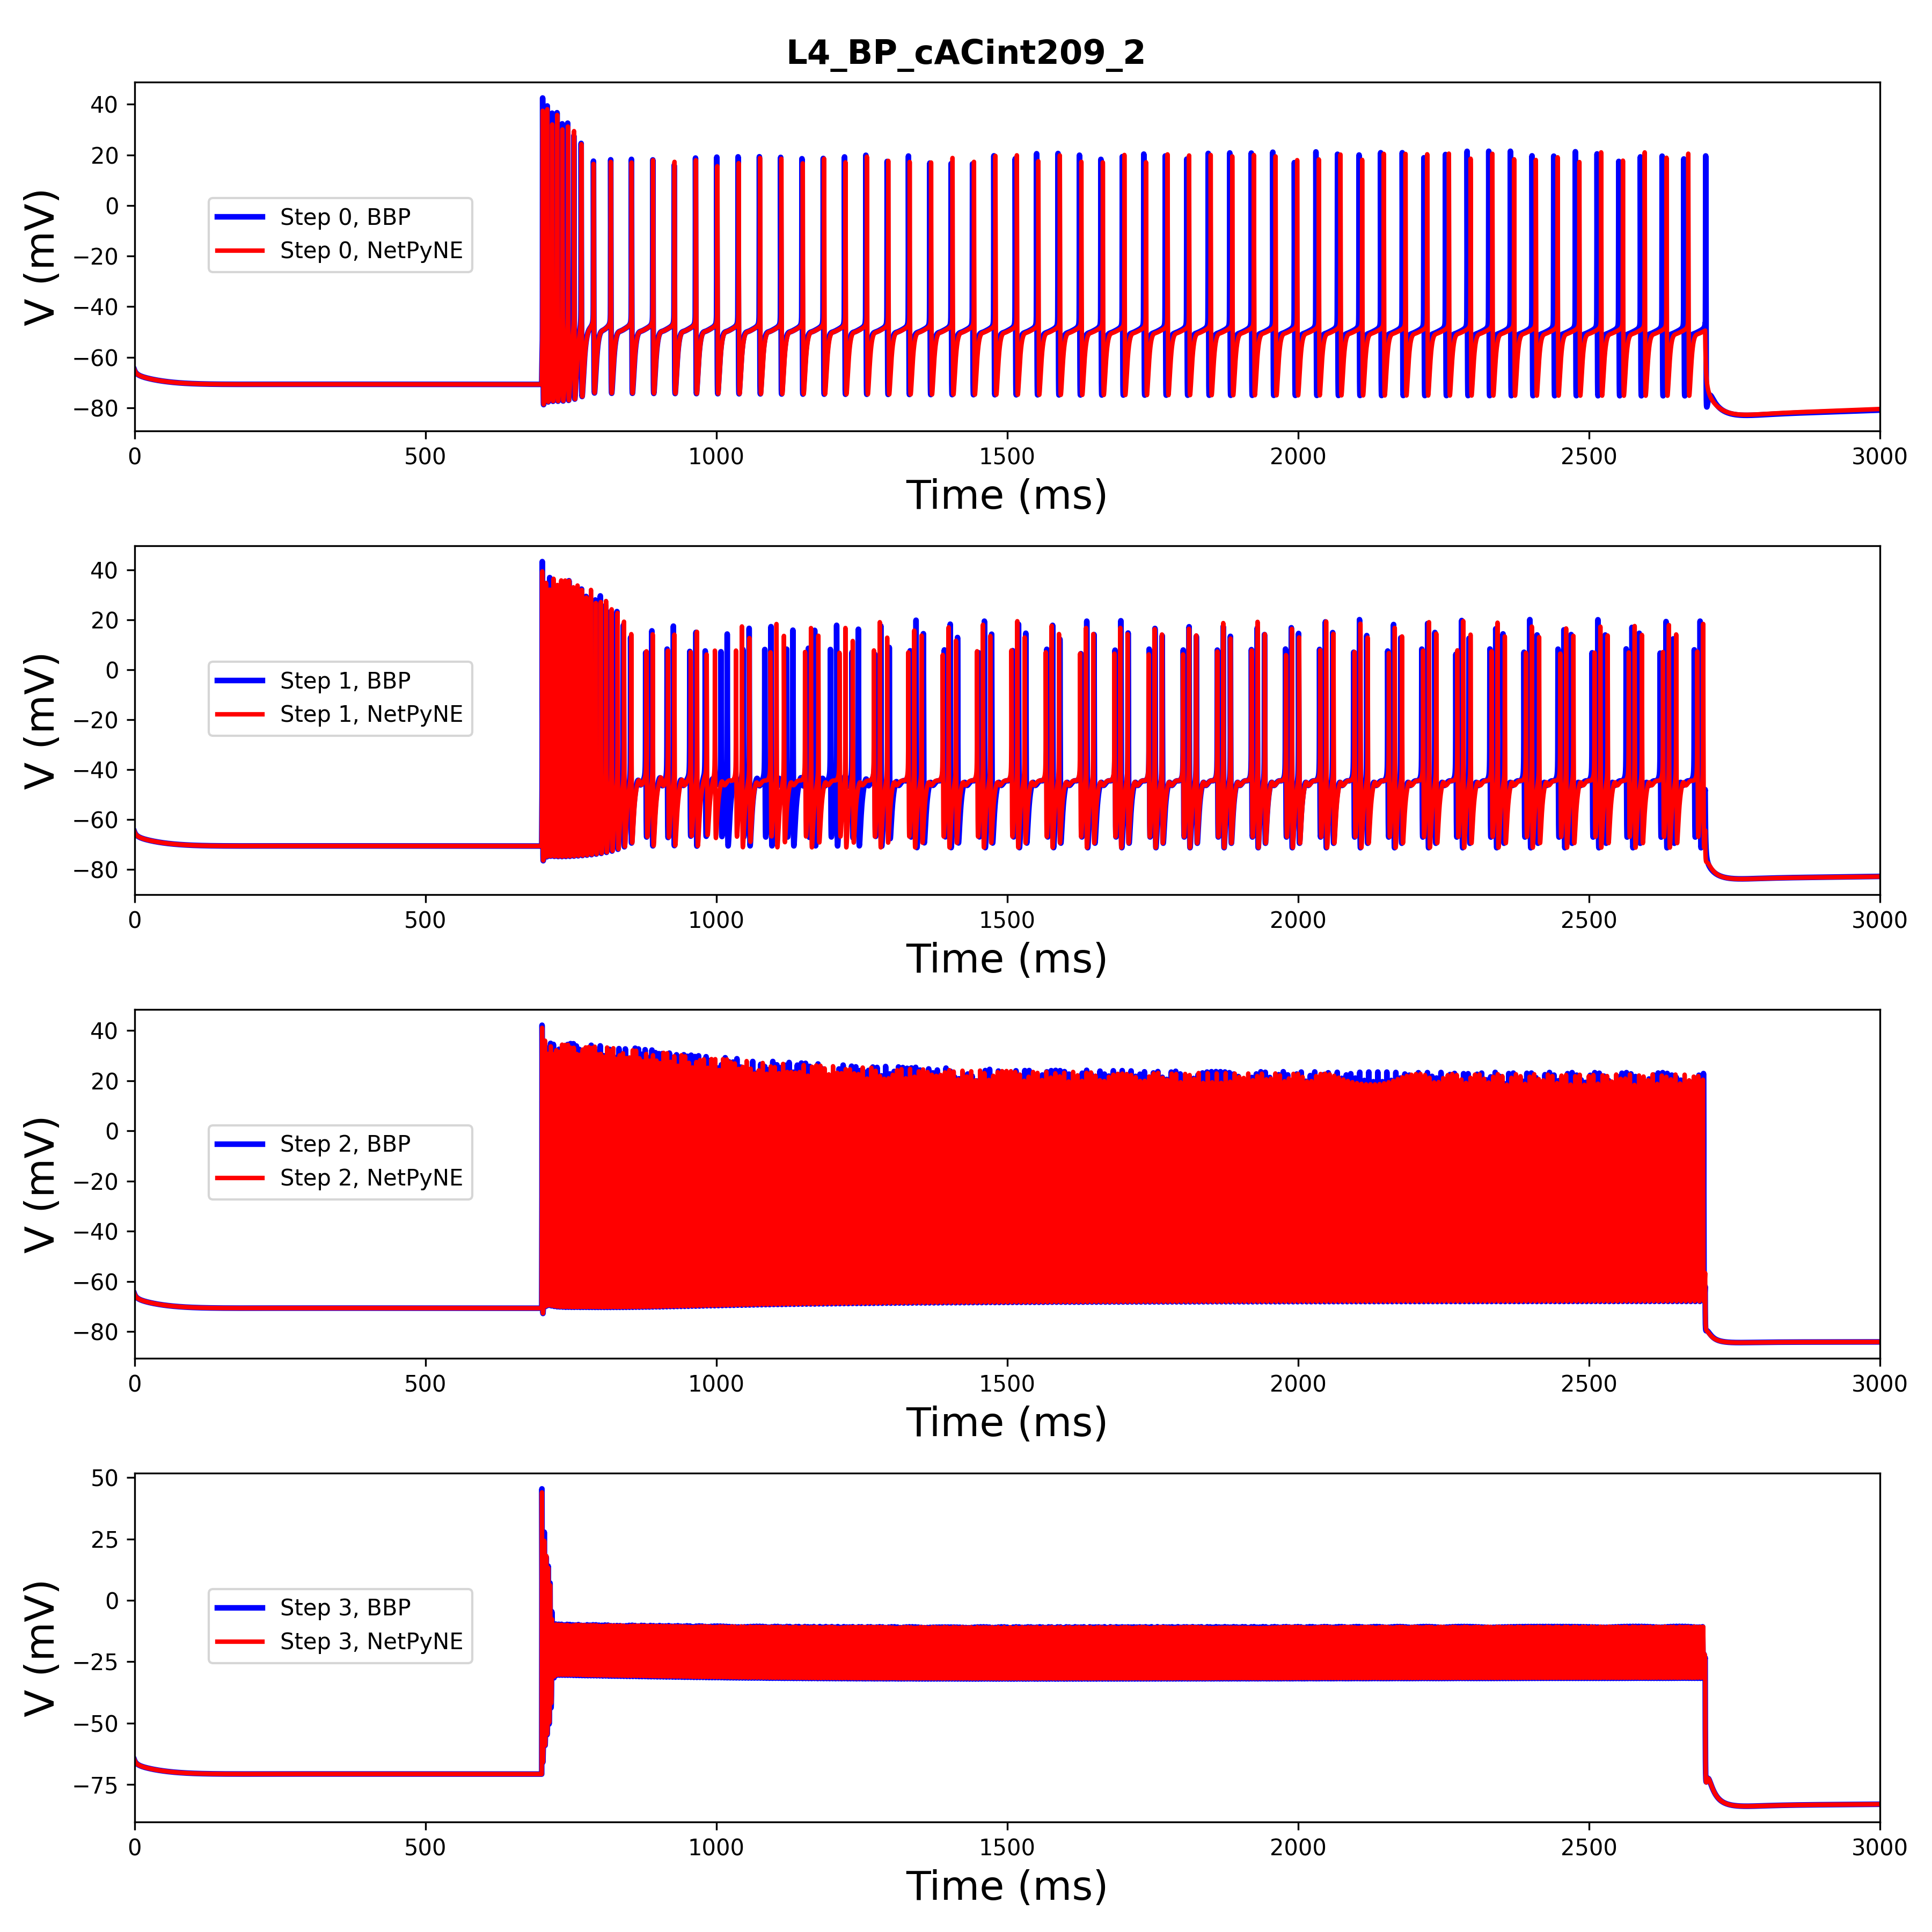 L4_BP_cACint209_2
40
20
0
−20
−40
−60
−80
V (mV)
Step 0, BBP
Step 0, NetPyNE
0 500 1000 1500 2000 2500 3000
Time (ms)
40
20
0
−20
−40
−60
−80
V (mV)
Step 1, BBP
Step 1, NetPyNE
0 500 1000 1500 2000 2500 3000
Time (ms)
40
20
0
−20
−40
−60
−80
V (mV)
Step 2, BBP
Step 2, NetPyNE
0 500 1000 1500 2000 2500 3000
Time (ms)
50
25
0
−25
−50
−75
V (mV)
Step 3, BBP
Step 3, NetPyNE
0 500 1000 1500 2000 2500 3000
Time (ms)